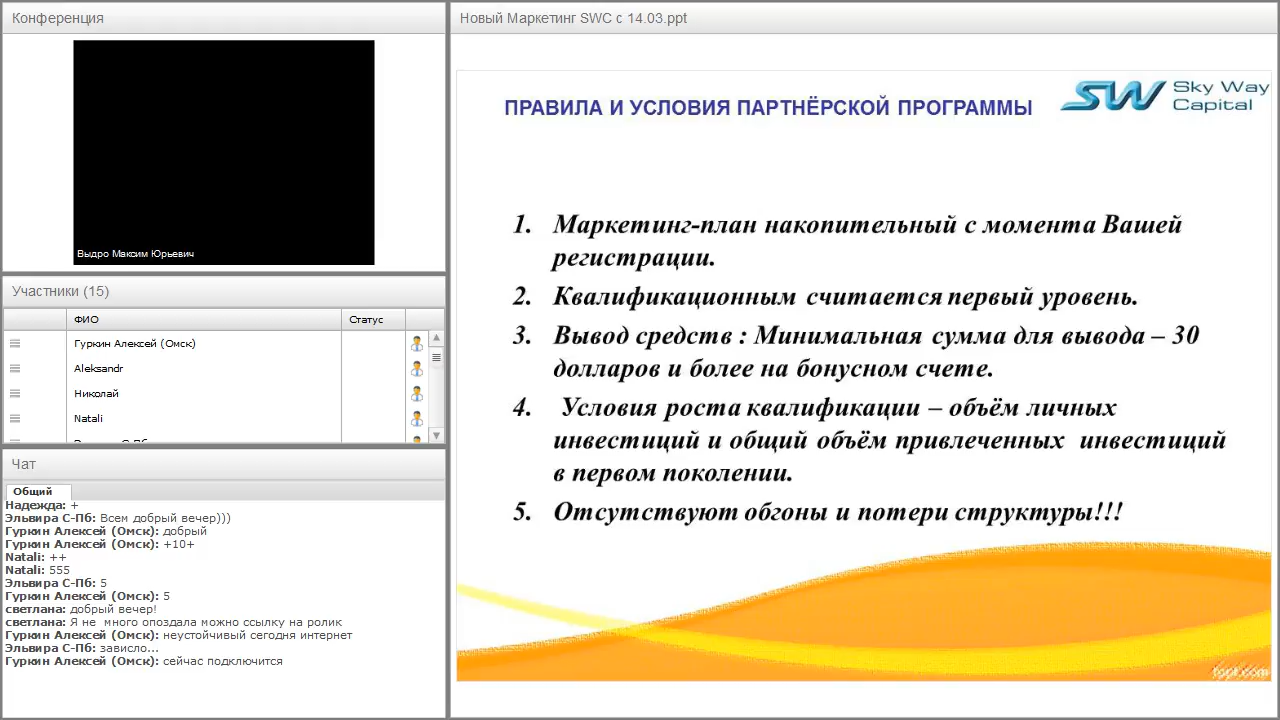 Конференция
Выдро Максим Юрьевич
Участники (15)
ФИО Статус
Гуркин Алексей (Омск)
Aleksandr
Николай
Natali
Чат
Общий
Надежда: +
Эльвира С-Пб: Всем добрый вечер)))
Гуркин Алексей (Омск): добрый
Гуркин Алексей (Омск): +10+
Natali: ++
Natali: 555
Эльвира С-Пб: 5
Гуркин Алексей (Омск): 5
светлана: добрый вечер!
светлана: Я не много опоздала можно ссылку на ролик
Гуркин Алексей (Омск): неустойчивый сегодня интернет
Эльвира С-Пб: зависло...
Гуркин Алексей (Омск): сейчас подключится
Новый Маркетинг SWC с 14.03.ppt
ПРАВИЛА И УСЛОВИЯ ПАРТНЁРСКОЙ ПРОГРАММЫ
SW Sky Way
Capital
1. Маркетинг-план накопительный с момента Вашей
регистрации.
2. Квалификационным считается первый уровень.
3. Вывод средств : Минимальная сумма для вывода – 30
долларов и более на бонусном счете.
4. Условия роста квалификации – объём личных
инвестиций и общий объём привлеченных инвестиций
в первом поколении.
5. Отсутствуют обгоны и потери структуры!!!
fppt.com